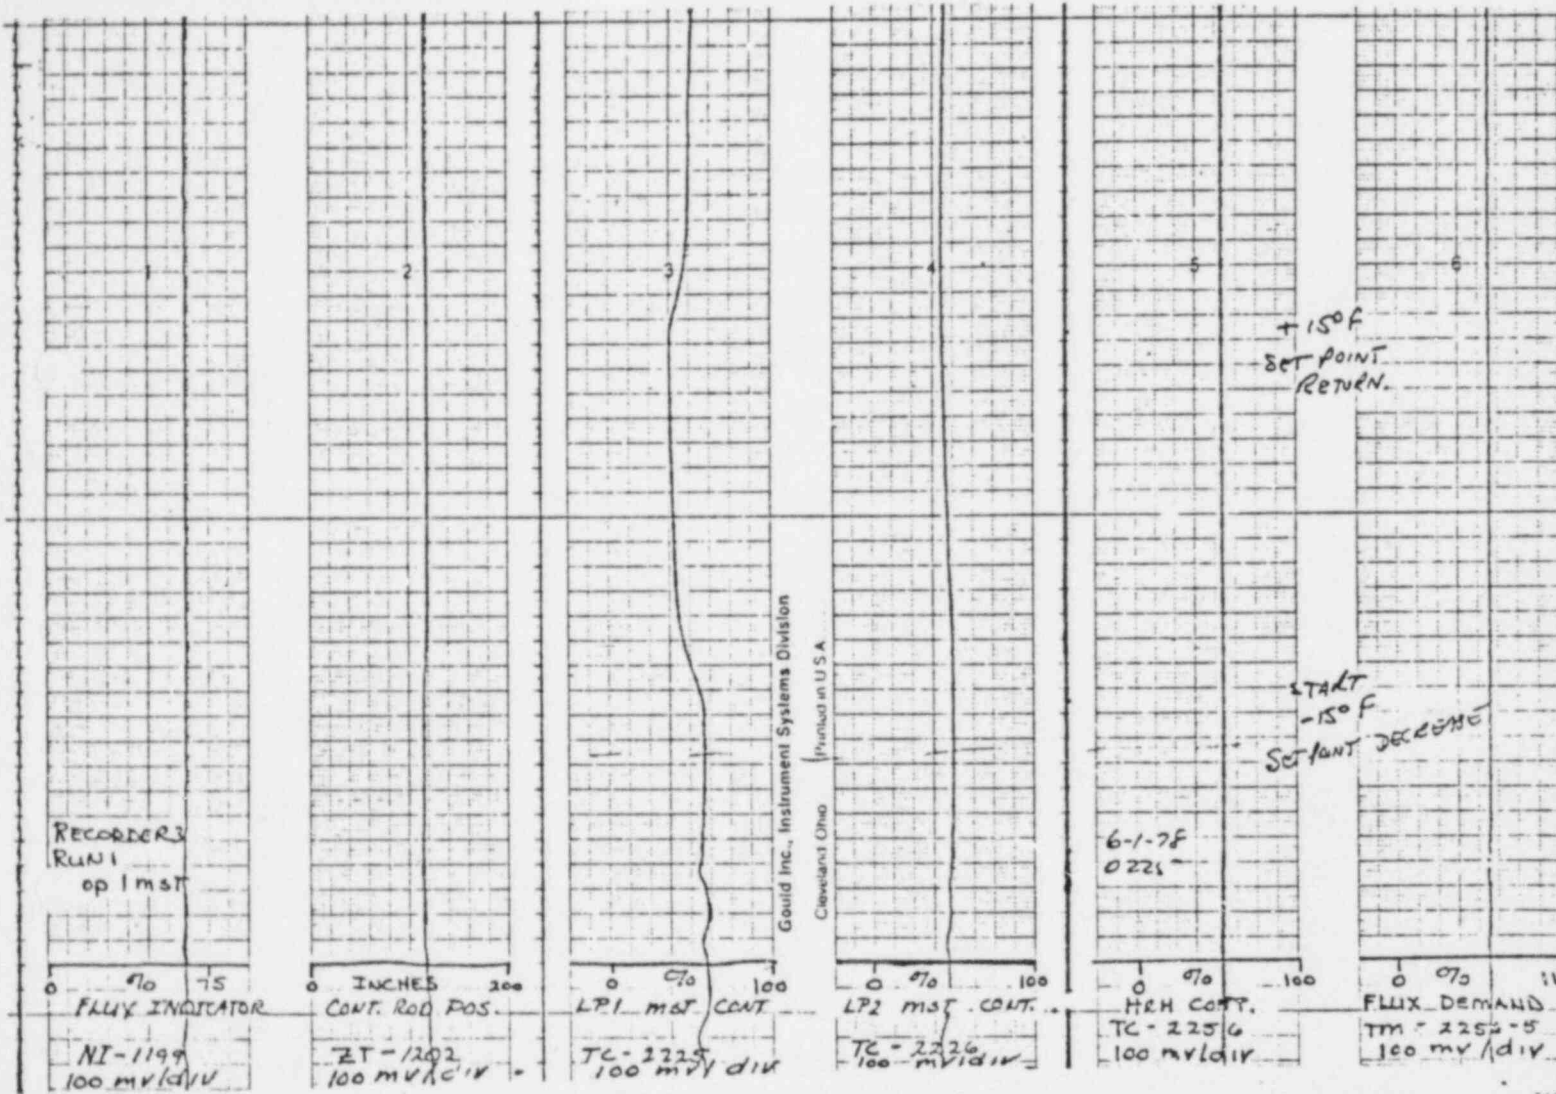 1
2
3
4
5
6
+ 15° F
SET POINT
RETURN.
START
-15° F
SET POINT DECREASE
Gould Inc., Instrument Systems Division
Cleveland Ohio Printed in U S A
RECORDER 3
RUN 1
op 1 mst
6-1-78
0 % 75
FLUX INDICATOR
NI-1199
100 mv/div
0 INCHES 200
CONT. ROD POS.
ZT-1202
100 mv/div
0 % 100
LP1 mST CONT
TC-2225
100 mv/div
0 % 100
LP2 mST. CONT.
TC-2226
100 mv/div
0 % 100
HRH CONT.
TC-2256
100 mv/div
0 %
FLUX DEMAND
100 mv/div